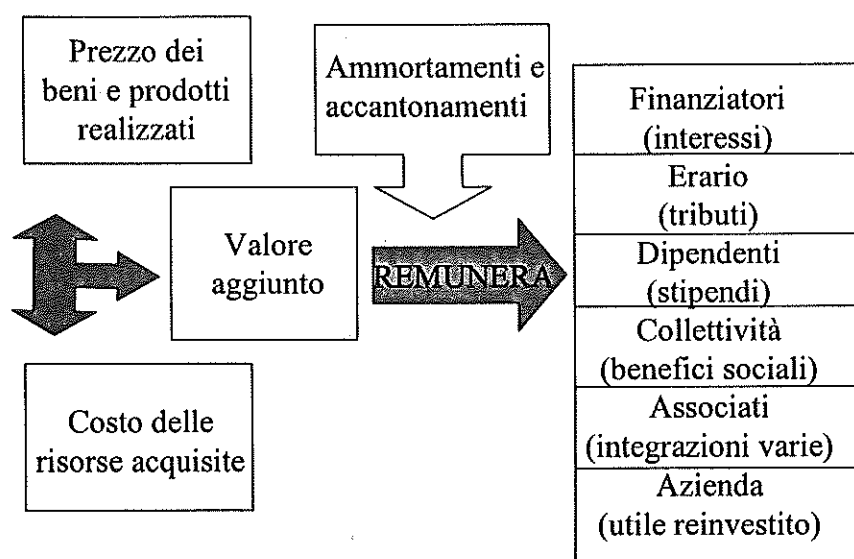 Prezzo dei
beni e prodotti
realizzati
Ammortamenti e
accantonamenti
Valore
aggiunto
REMUNERA
Costo delle
risorse acquisite
Finanziatori
(interessi)
Erario
(tributi)
Dipendenti
(stipendi)
Collettività
(benefici sociali)
Associati
(integrazioni varie)
Azienda
(utile reinvestito)